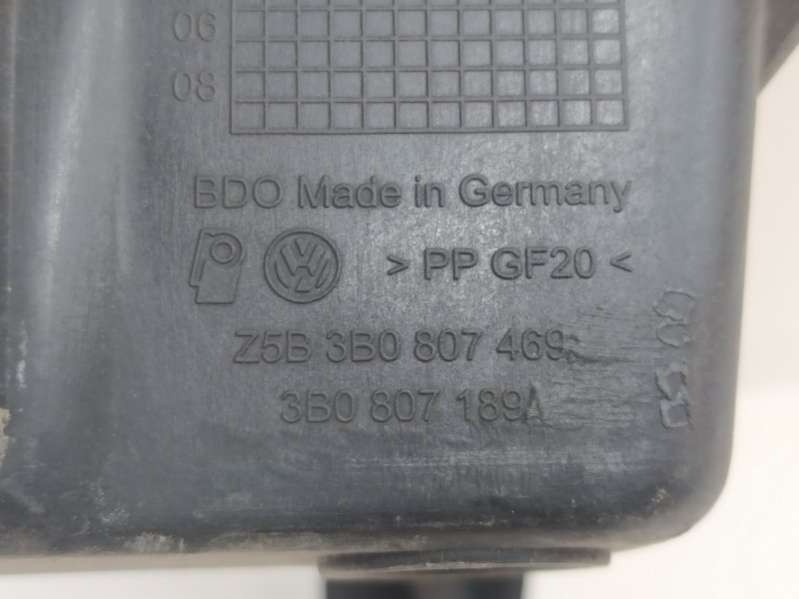 06
08
BDO Made in Germany
> PP GF20 <
Z5B 3B0 807 469
3B0 807 189A